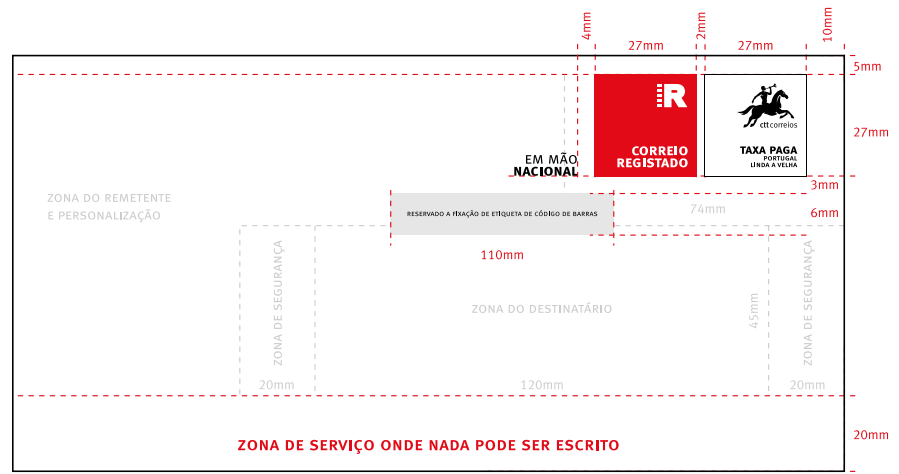 4mm
27mm
2mm
27mm
10mm
5mm
R
ctt correios
27mm
CORREIO
REGISTADO
TAXA PAGA
PORTUGAL
LINDA A VELHA
EM MÃO
NACIONAL
3mm
ZONA DO REMETENTE
E PERSONALIZAÇÃO
RESERVADO A FIXAÇÃO DE ETIQUETA DE CÓDIGO DE BARRAS
74mm
6mm
110mm
ZONA DE SEGURANÇA
ZONA DO DESTINATÁRIO
45mm
ZONA DE SEGURANÇA
20mm
120mm
20mm
ZONA DE SERVIÇO ONDE NADA PODE SER ESCRITO
20mm